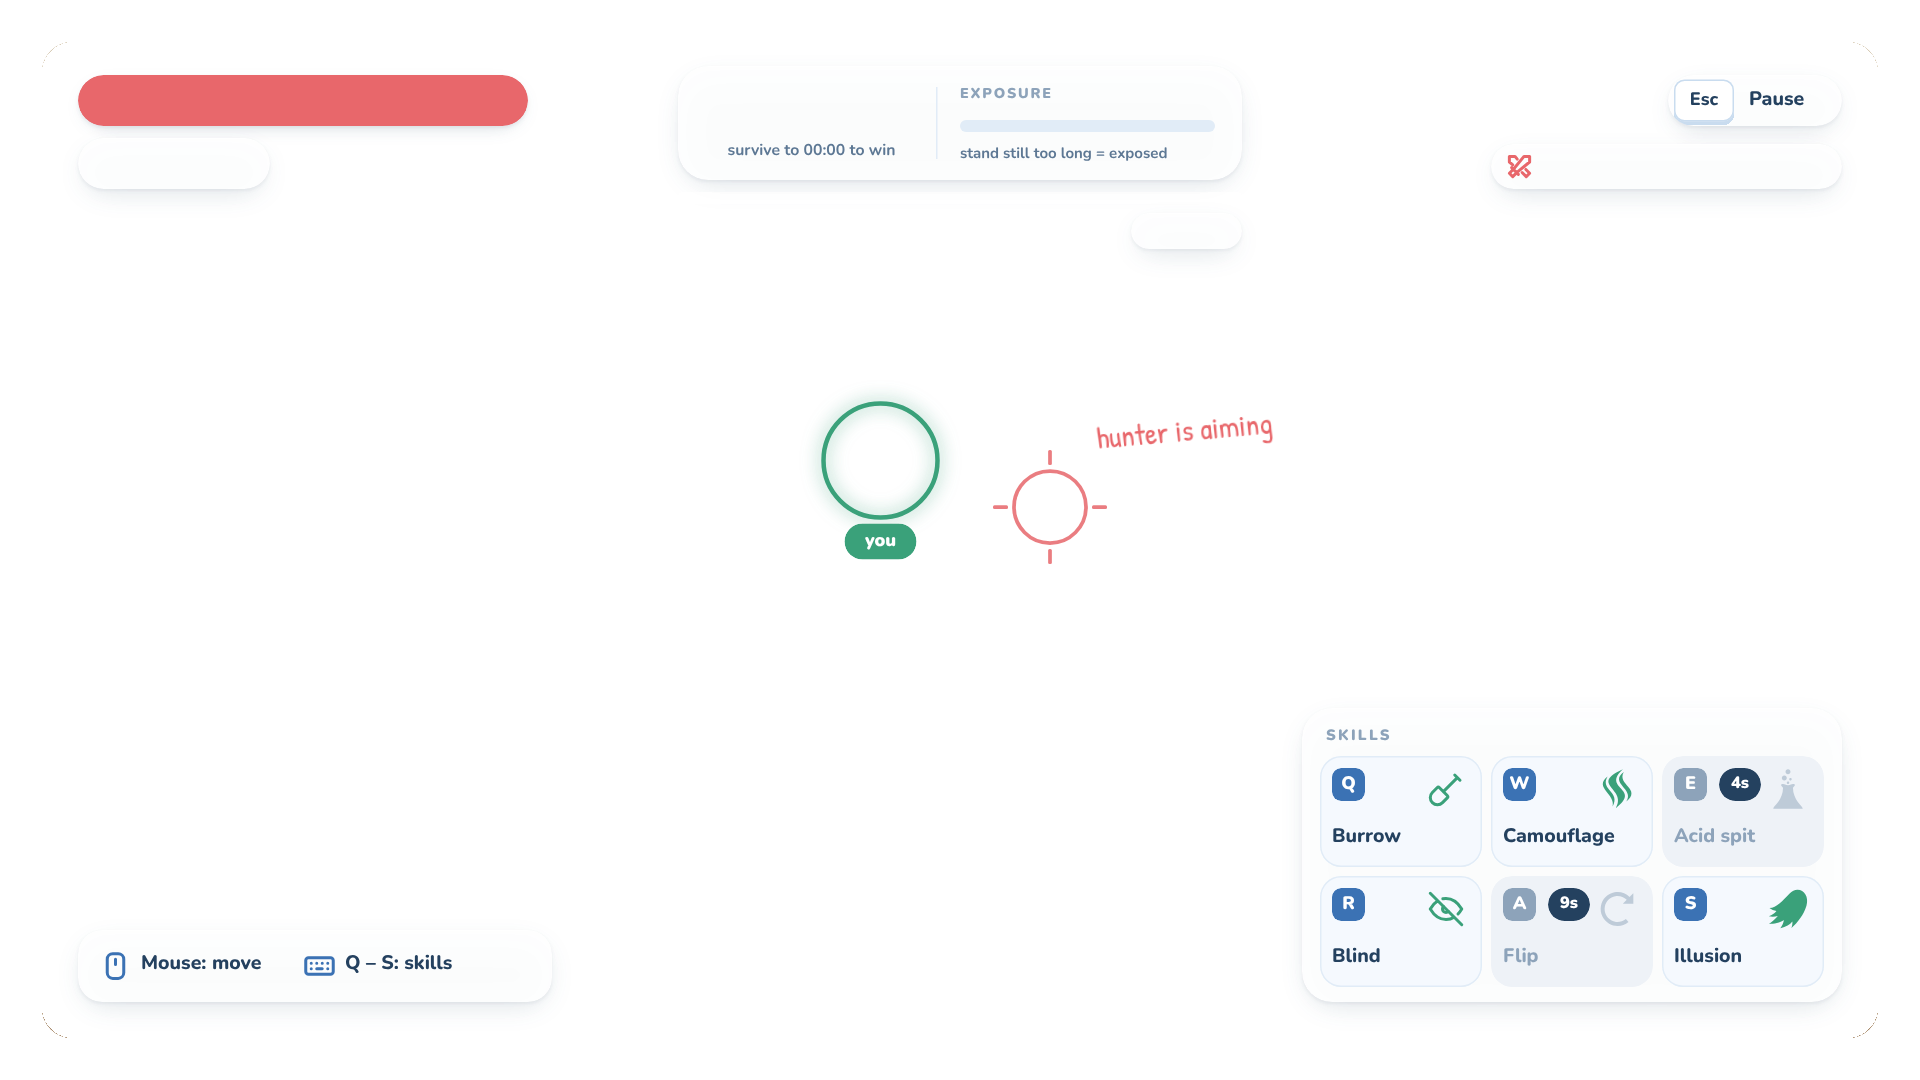 EXPOSURE
survive to 00:00 to win
stand still too long = exposed
Esc Pause
hunter is aiming
you
SKILLS
Q
Burrow
W
Camouflage
E 4s
Acid spit
R
Blind
A 9s
Flip
S
Illusion
Mouse: move
Q – S: skills